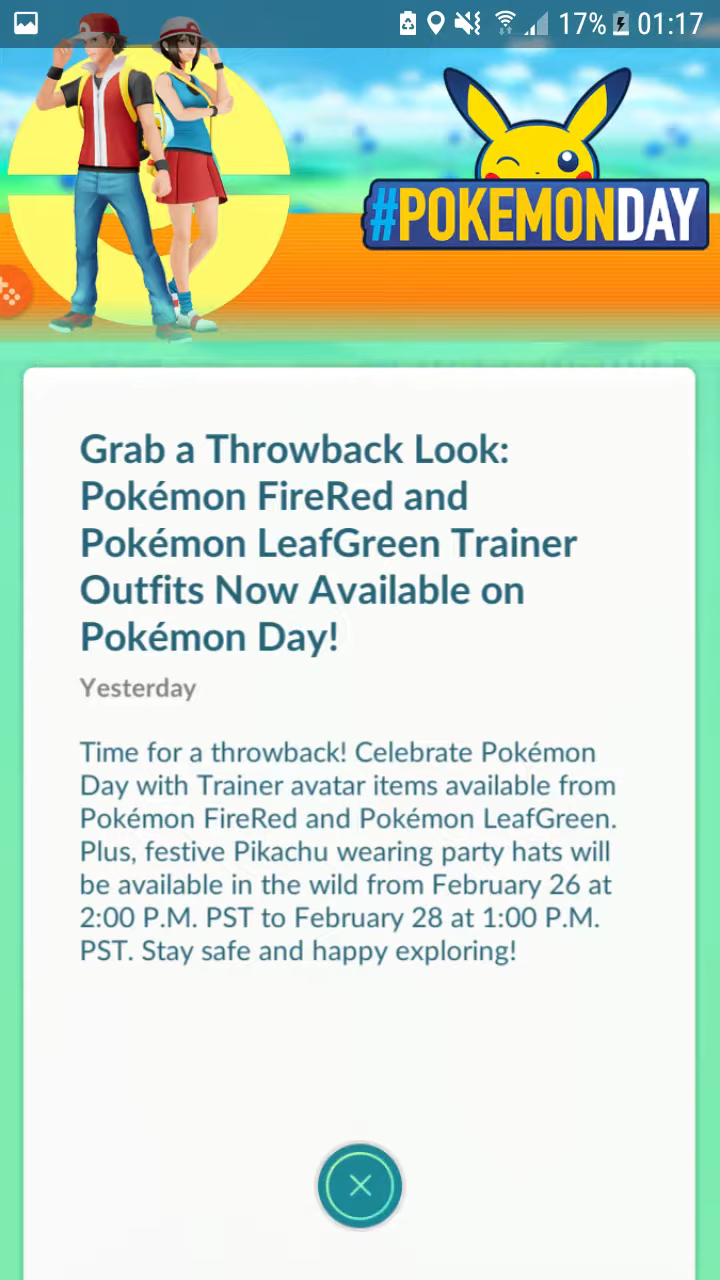 17% 01:17
#POKEMONDAY
Grab a Throwback Look:
Pokémon FireRed and
Pokémon LeafGreen Trainer
Outfits Now Available on
Pokémon Day!
Yesterday
Time for a throwback! Celebrate Pokémon
Day with Trainer avatar items available from
Pokémon FireRed and Pokémon LeafGreen.
Plus, festive Pikachu wearing party hats will
be available in the wild from February 26 at
2:00 P.M. PST to February 28 at 1:00 P.M.
PST. Stay safe and happy exploring!